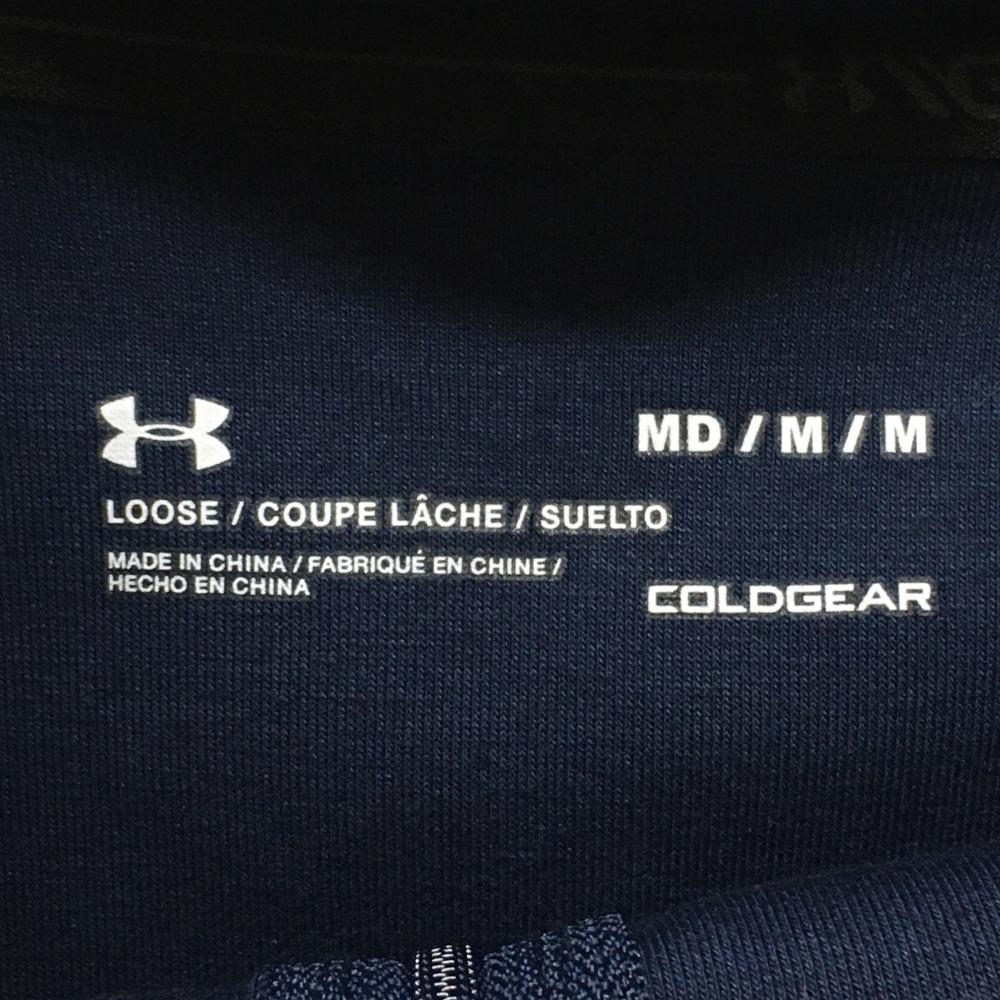 MD / M / M
LOOSE / COUPE LÂCHE / SUELTO
MADE IN CHINA / FABRIQUÉ EN CHINE /
HECHO EN CHINA
COLDGEAR